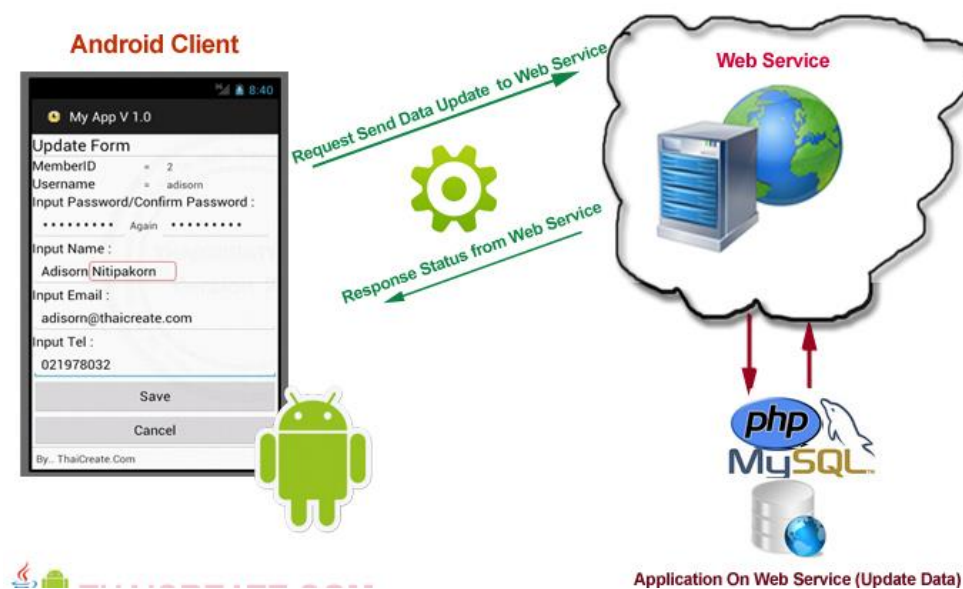 Android Client
8:40
My App V 1.0
Update Form
MemberID = 2
Username = adisorn
Input Password/Confirm Password :
••••••••• Again •••••••••
Input Name :
Adisorn Nitipakorn
Input Email :
adisorn@thaicreate.com
Input Tel :
021978032
Save
Cancel
By.. ThaiCreate.Com
Request Send Data Update to Web Service
Response Status from Web Service
Web Service
php
MySQL
Application On Web Service (Update Data)